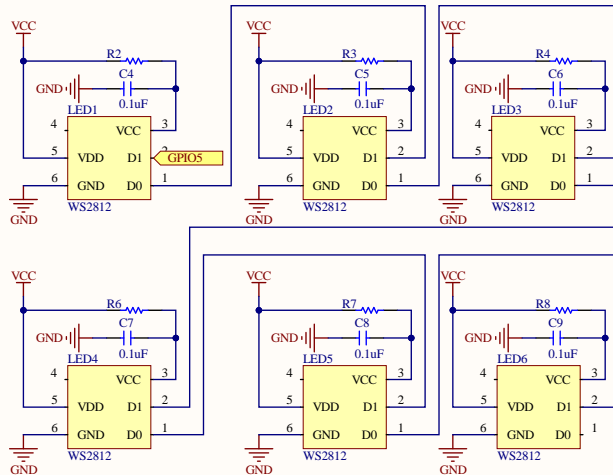 VCC VCC VCC
R2 R3 R4
C4 C5 C6
GND GND GND
0.1uF 0.1uF 0.1uF
LED1 LED2 LED3
4 VCC 3 4 VCC 3 4 VCC 3
5 VDD D1 2 GPIO5 5 VDD D1 2 5 VDD D1 2
6 GND D0 1 6 GND D0 1 6 GND D0 1
WS2812 WS2812 WS2812
GND GND GND
VCC VCC VCC
R6 R7 R8
C7 C8 C9
GND GND GND
0.1uF 0.1uF 0.1uF
LED4 LED5 LED6
4 VCC 3 4 VCC 3 4 VCC 3
5 VDD D1 2 5 VDD D1 2 5 VDD D1 2
6 GND D0 1 6 GND D0 1 6 GND D0 1
WS2812 WS2812 WS2812
GND GND GND